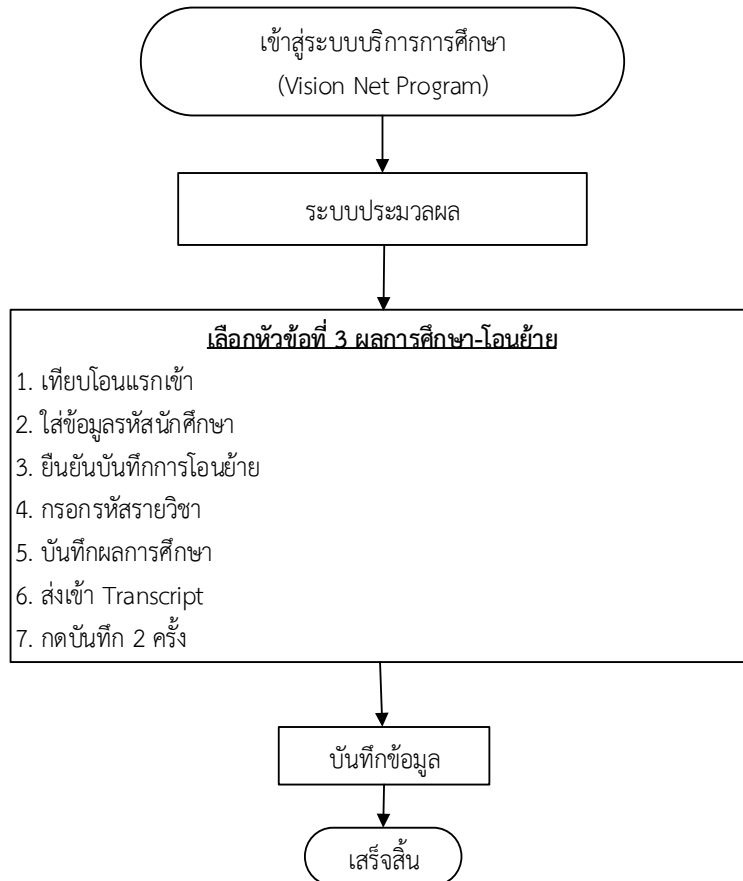 เข้าสู่ระบบบริการการศึกษา
(Vision Net Program)
ระบบประมวลผล
เลือกหัวข้อที่ 3 ผลการศึกษา-โอนย้าย
1. เทียบโอนแรกเข้า
2. ใส่ข้อมูลรหัสนักศึกษา
3. ยืนยันบันทึกการโอนย้าย
4. กรอกรหัสรายวิชา
5. บันทึกผลการศึกษา
6. ส่งเข้า Transcript
7. กดบันทึก 2 ครั้ง
บันทึกข้อมูล
เสร็จสิ้น